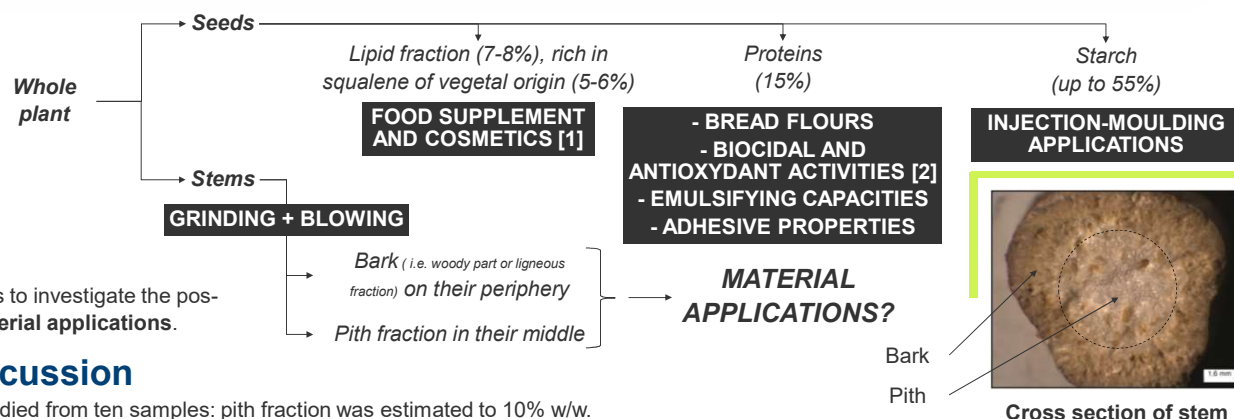 Seeds
Whole
plant
Lipid fraction (7-8%), rich in
squalene of vegetal origin (5-6%)
FOOD SUPPLEMENT
AND COSMETICS [1]
Proteins
(15%)
- BREAD FLOURS
- BIOCIDAL AND
ANTIOXYDANT ACTIVITIES [2]
- EMULSIFYING CAPACITIES
- ADHESIVE PROPERTIES
Starch
(up to 55%)
INJECTION-MOULDING
APPLICATIONS
Stems
GRINDING + BLOWING
Bark ( i.e. woody part or ligneous
fraction) on their periphery
Pith fraction in their middle
MATERIAL
APPLICATIONS?
Bark
Pith
1.6 mm
Cross section of stem
s to investigate the pos-
erial applications.
cussion
died from ten samples: pith fraction was estimated to 10% w/w.